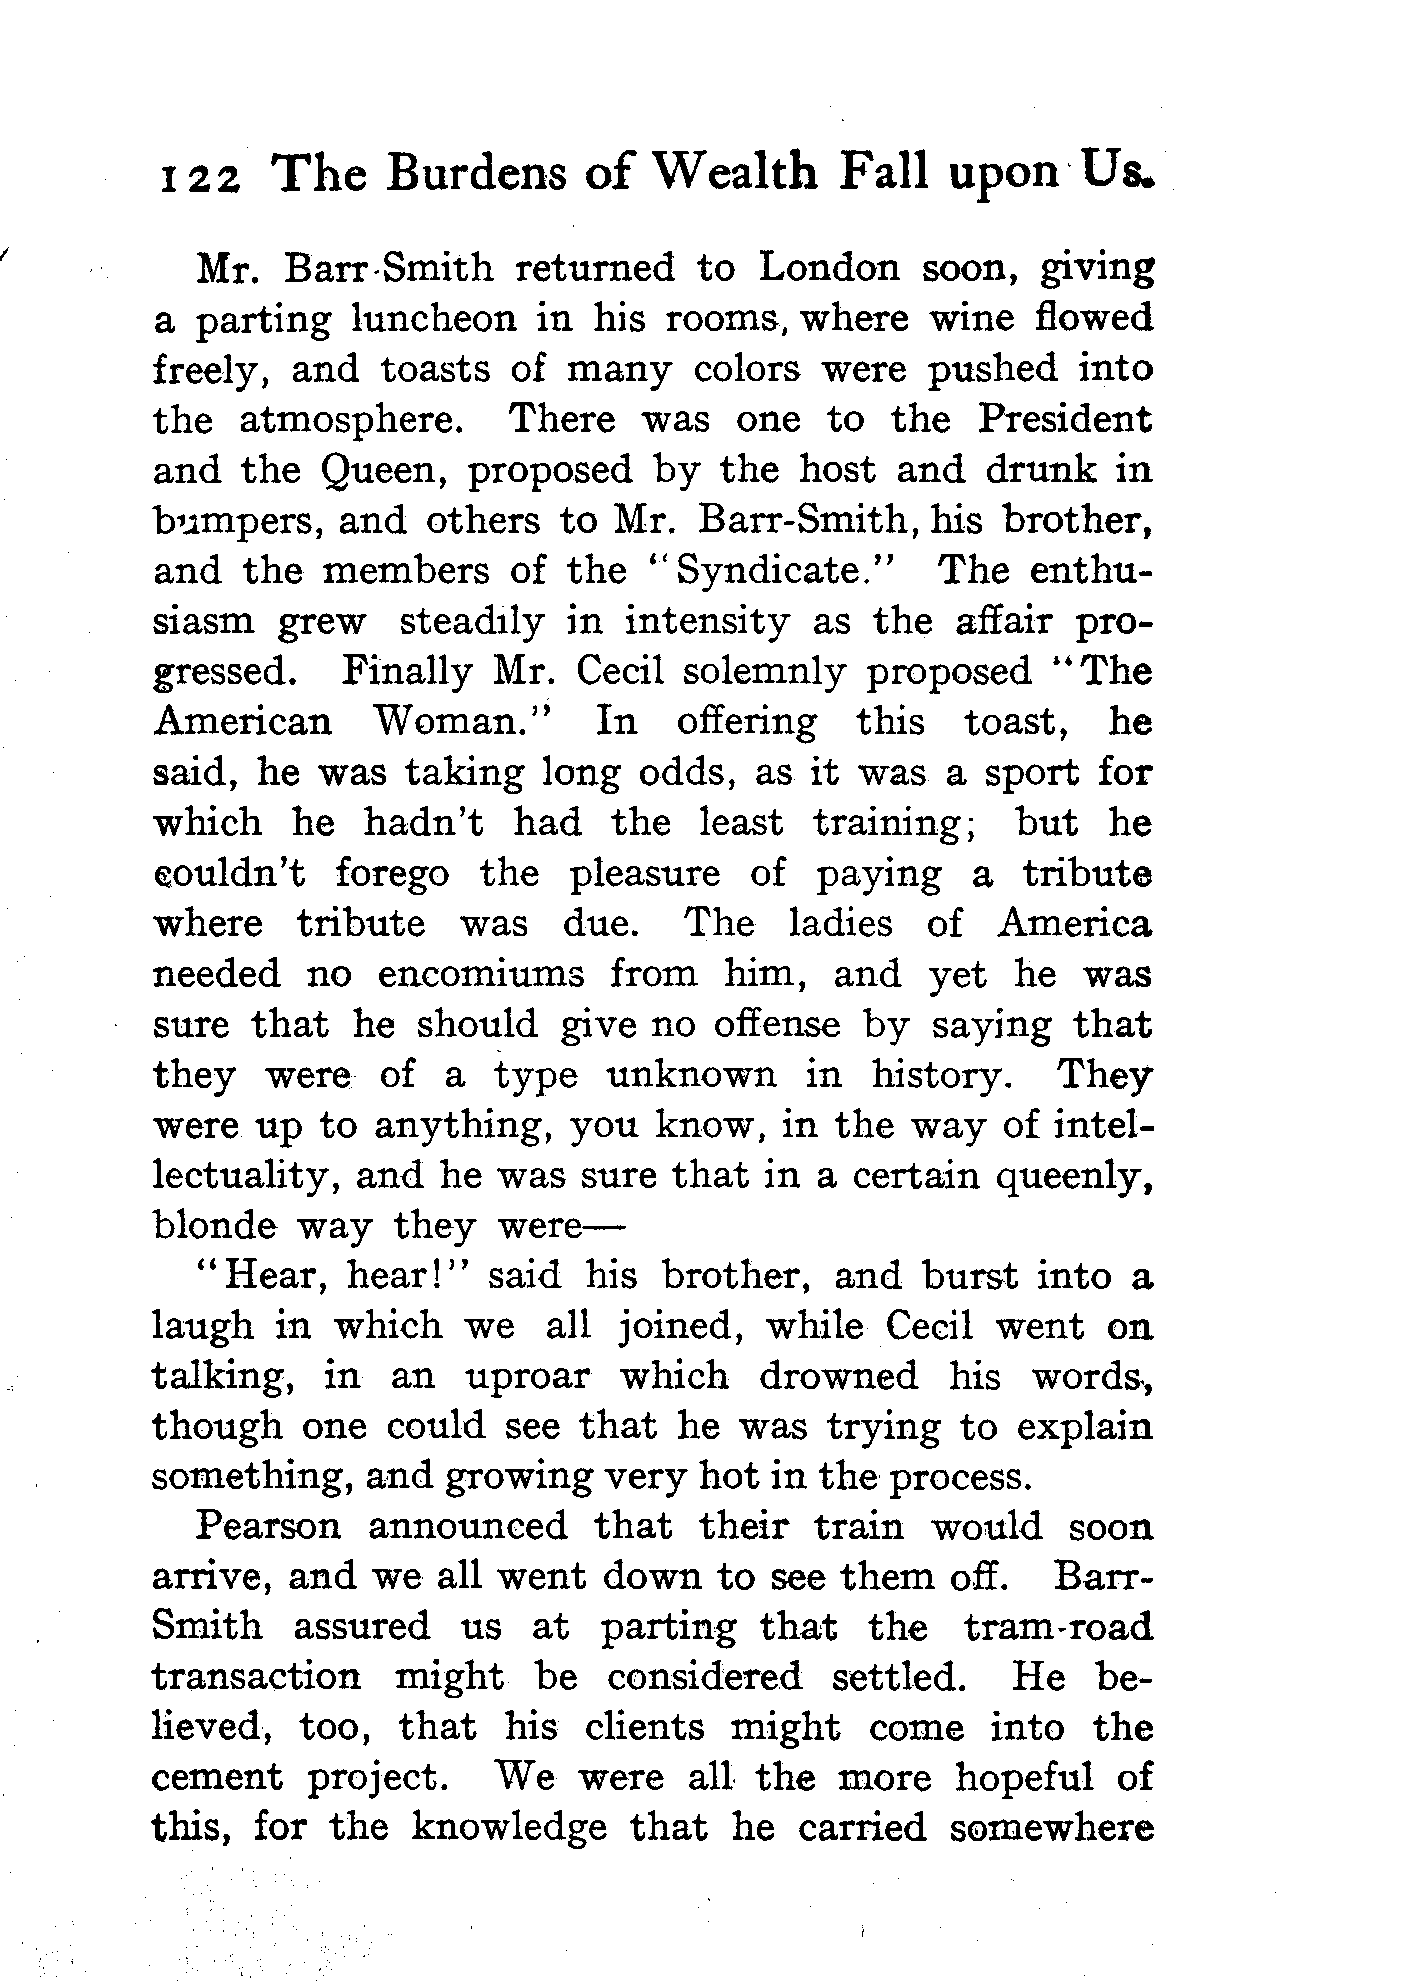 122 The Burdens of Wealth Fall upon Us.
Mr. Barr-Smith returned to London soon, giving
a parting luncheon in his rooms, where wine flowed
freely, and toasts of many colors were pushed into
the atmosphere. There was one to the President
and the Queen, proposed by the host and drunk in
bumpers, and others to Mr. Barr-Smith, his brother,
and the members of the "Syndicate." The enthu-
siasm grew steadily in intensity as the affair pro-
gressed. Finally Mr. Cecil solemnly proposed "The
American Woman." In offering this toast, he
said, he was taking long odds, as it was a sport for
which he hadn't had the least training; but he
couldn't forego the pleasure of paying a tribute
where tribute was due. The ladies of America
needed no encomiums from him, and yet he was
sure that he should give no offense by saying that
they were of a type unknown in history. They
were up to anything, you know, in the way of intel-
lectuality, and he was sure that in a certain queenly,
blonde way they were—
"Hear, hear!" said his brother, and burst into a
laugh in which we all joined, while Cecil went on
talking, in an uproar which drowned his words,
though one could see that he was trying to explain
something, and growing very hot in the process.
Pearson announced that their train would soon
arrive, and we all went down to see them off. Barr-
Smith assured us at parting that the tram-road
transaction might be considered settled. He be-
lieved, too, that his clients might come into the
cement project. We were all the more hopeful of
this, for the knowledge that he carried somewhere